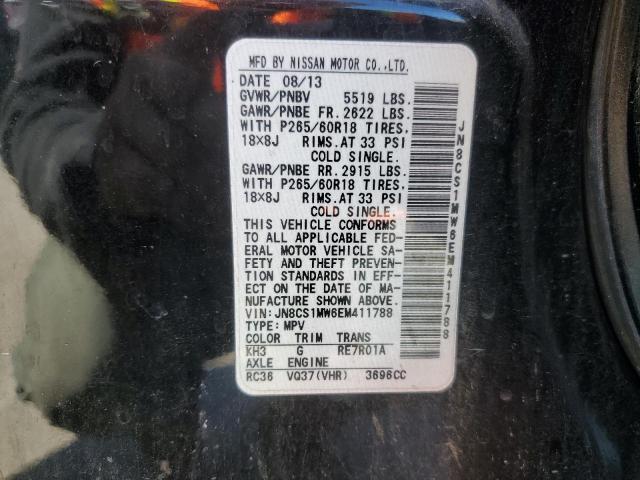 MFD BY NISSAN MOTOR CO.,LTD.
DATE 08/13
GVWR/PNBV 5519 LBS.
GAWR/PNBE FR. 2622 LBS.
WITH P265/60R18 TIRES,
18X8J RIMS.AT 33 PSI
COLD SINGLE.
GAWR/PNBE RR. 2915 LBS.
WITH P265/60R18 TIRES,
18X8J RIMS.AT 33 PSI
COLD SINGLE.
THIS VEHICLE CONFORMS
TO ALL APPLICABLE FED-
ERAL MOTOR VEHICLE SA-
FETY AND THEFT PREVEN-
TION STANDARDS IN EFF-
ECT ON THE DATE OF MA-
NUFACTURE SHOWN ABOVE.
VIN: JN8CS1MW6EM411788
TYPE: MPV
COLOR TRIM TRANS
KH3 G RE7R01A
AXLE ENGINE
RC36 VQ37(VHR) 3696CC
JN8CS1MW6EM411788